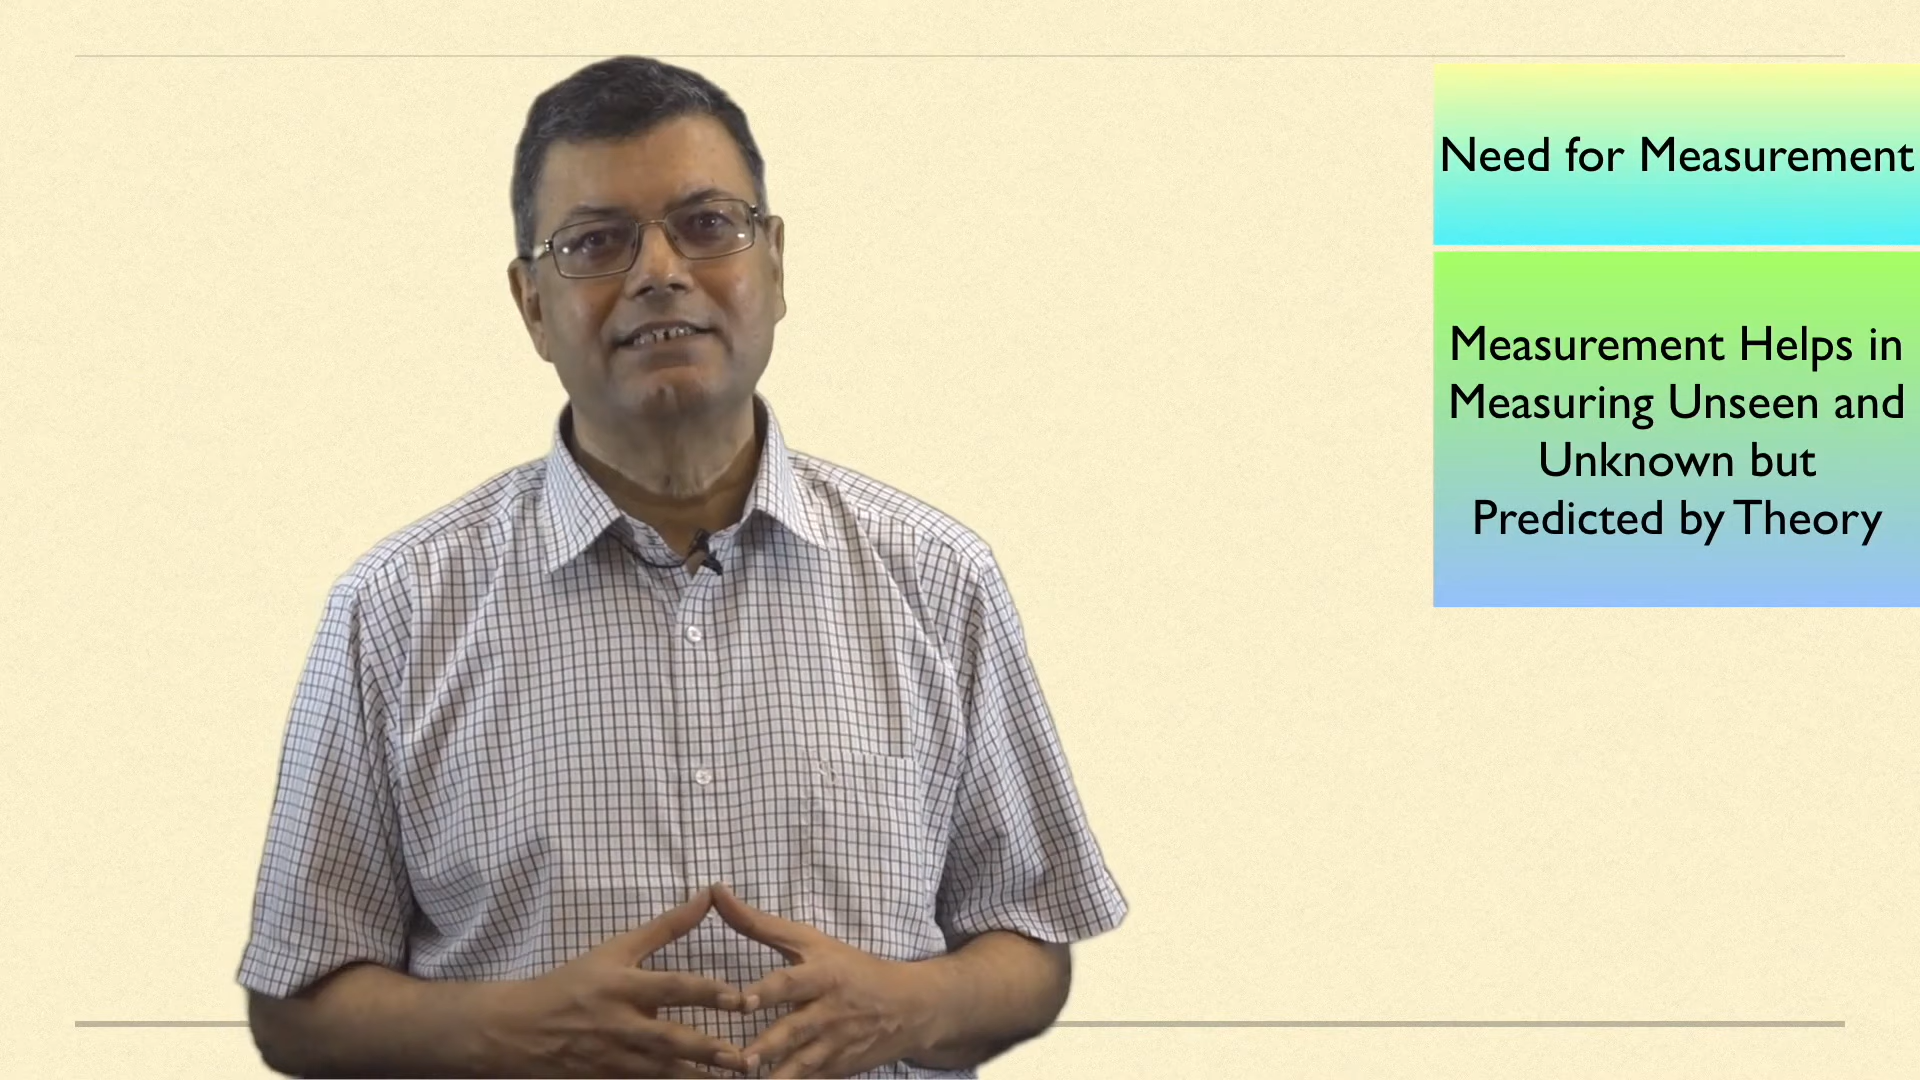 Need for Measurement
Measurement Helps in
Measuring Unseen and
Unknown but
Predicted by Theory